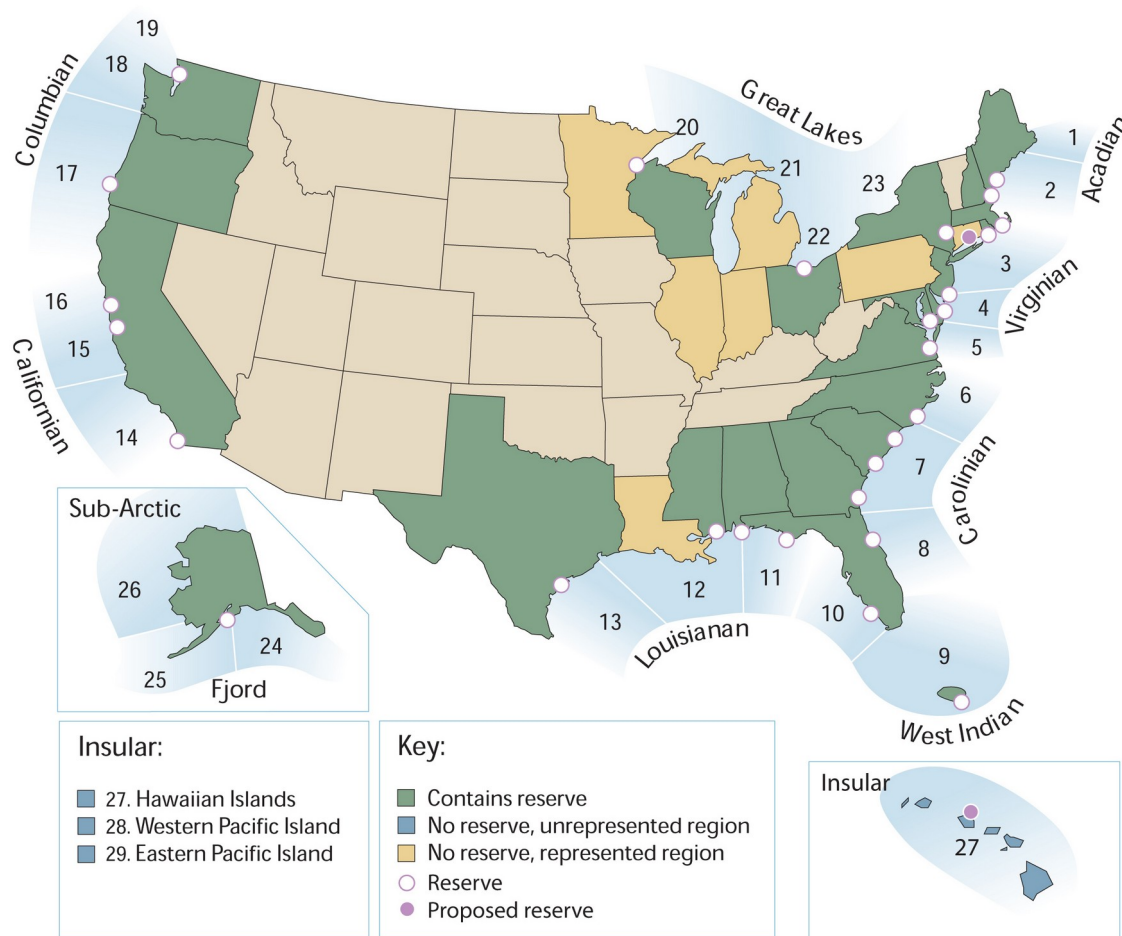 19
18
Columbian
17
16
15
Californian
14
20
Great Lakes
21
22
23
1
Acadian
2
3
Virginian
4
5
6
Carolinian
7
8
13
12
Louisianan
11
10
9
West Indian
Sub-Arctic
26
25
24
Fjord
Insular:
27. Hawaiian Islands
28. Western Pacific Island
29. Eastern Pacific Island
Key:
Contains reserve
No reserve, unrepresented region
No reserve, represented region
Reserve
Proposed reserve
Insular
27